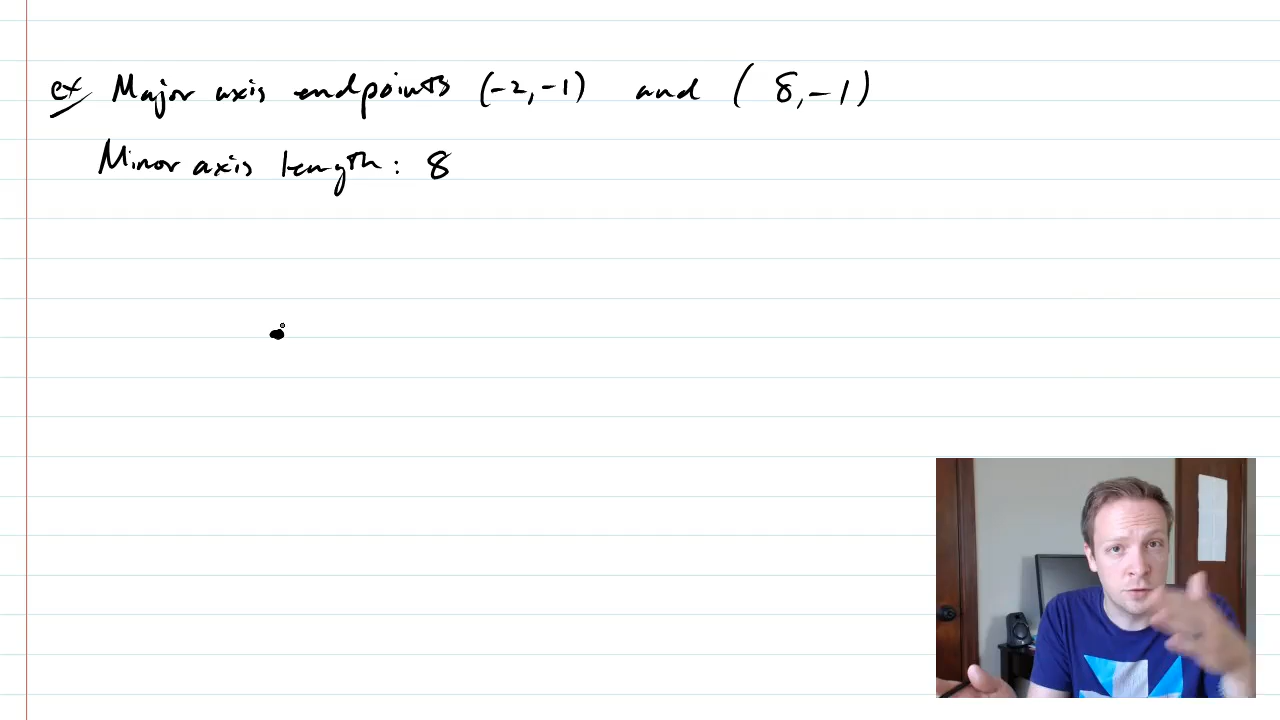 ex Major axis endpoints (-2,-1) and ( 8,-1)
Minor axis length: 8